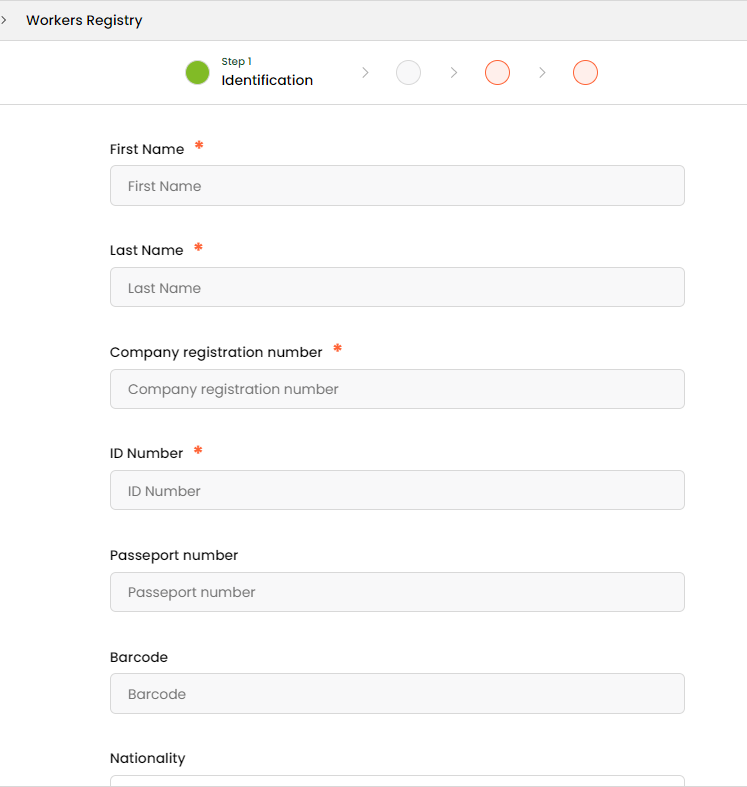 Workers Registry
Step 1
Identification
First Name *
First Name
Last Name *
Last Name
Company registration number *
Company registration number
ID Number *
ID Number
Passeport number
Passeport number
Barcode
Barcode
Nationality